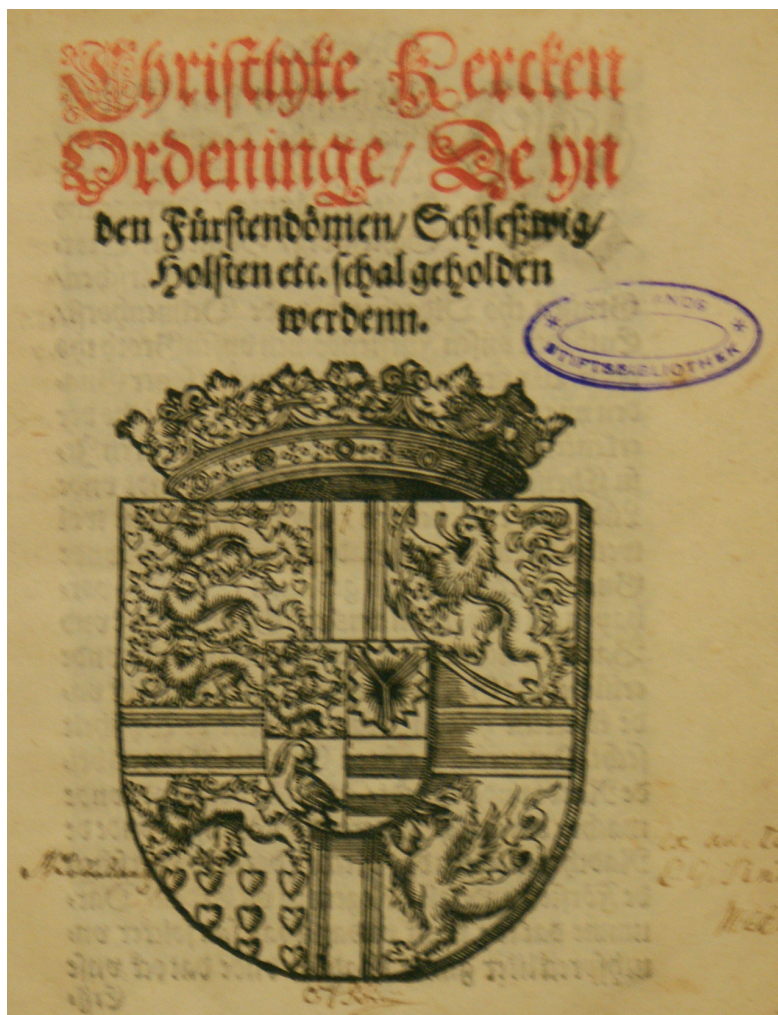 Christlyke Kercken
Ordeninge/ De yn
den Fürstendömen/ Schleßwig/
Holsten etc. schal geholden
werdenn.
STIFTSBIBLIOTHEK